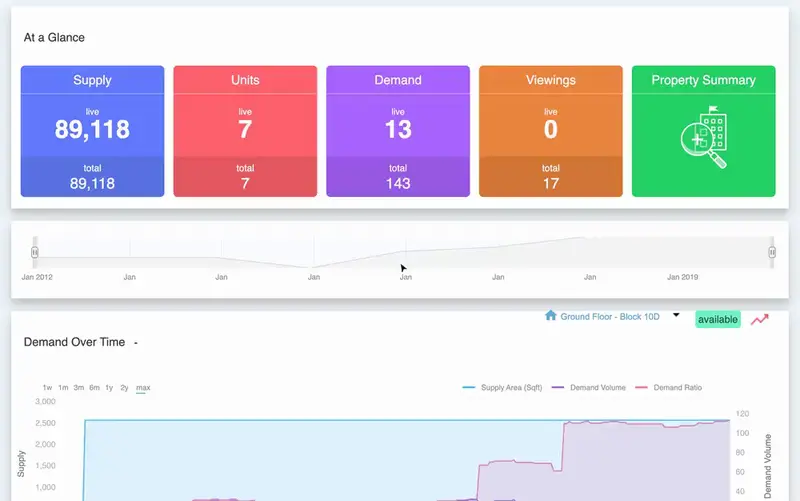 At a Glance
Supply Units Demand Viewings Property Summary
live live live live
89,118 7 13 0
total total total total
89,118 7 143 17
Jan 2012 Jan Jan Jan Jan Jan Jan Jan 2019
Ground Floor - Block 10D available
Demand Over Time -
1w 1m 3m 6m 1y 2y max Supply Area (Sqft) Demand Volume Demand Ratio
3,000
120
2,500
100
2,000
80
1,500
60
1,000
40
Supply
Demand Volume